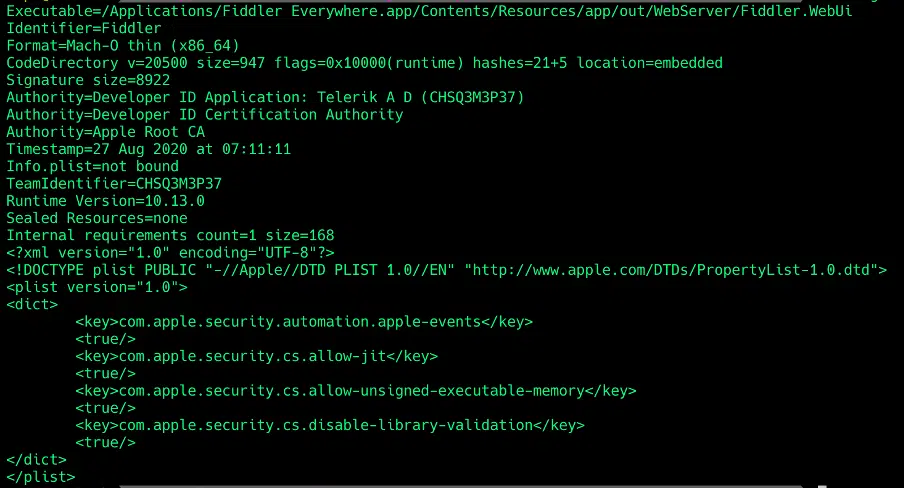 Executable=/Applications/Fiddler Everywhere.app/Contents/Resources/app/out/WebServer/Fiddler.WebUi
Identifier=Fiddler
Format=Mach-O thin (x86_64)
CodeDirectory v=20500 size=947 flags=0x10000(runtime) hashes=21+5 location=embedded
Signature size=8922
Authority=Developer ID Application: Telerik A D (CHSQ3M3P37)
Authority=Developer ID Certification Authority
Authority=Apple Root CA
Timestamp=27 Aug 2020 at 07:11:11
Info.plist=not bound
TeamIdentifier=CHSQ3M3P37
Runtime Version=10.13.0
Sealed Resources=none
Internal requirements count=1 size=168
<?xml version="1.0" encoding="UTF-8"?>
<!DOCTYPE plist PUBLIC "-//Apple//DTD PLIST 1.0//EN" "http://www.apple.com/DTDs/PropertyList-1.0.dtd">
<plist version="1.0">
<dict>
	<key>com.apple.security.automation.apple-events</key>
	<true/>
	<key>com.apple.security.cs.allow-jit</key>
	<true/>
	<key>com.apple.security.cs.allow-unsigned-executable-memory</key>
	<true/>
	<key>com.apple.security.cs.disable-library-validation</key>
	<true/>
</dict>
</plist>